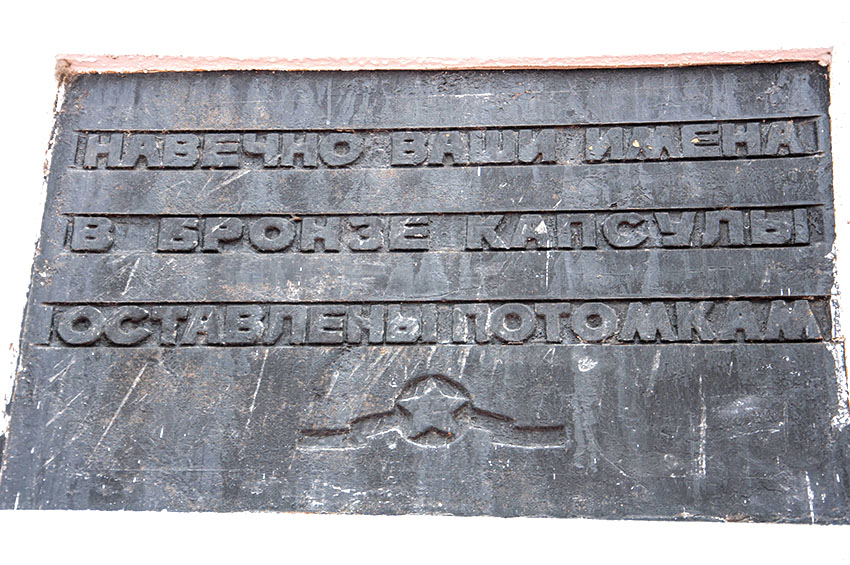 НАВЕЧНО ВАШИ ИМЕНА
В БРОНЗЕ КАПСУЛЫ
ОСТАВЛЕНЫ ПОТОМКАМ